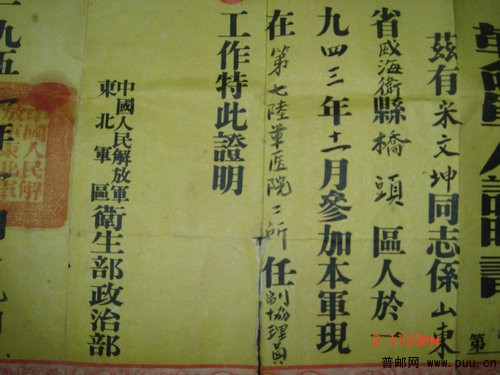 第
茲有米文坤同志係山東
省威海衛縣橋頭區人於一
九四三年十一月參加本軍現
在第七陸軍医院二所任副協理員
工作特此證明
中國人民解放軍
東北軍區
衛生部政治部
一九五一年
普邮网 www.puu.cn